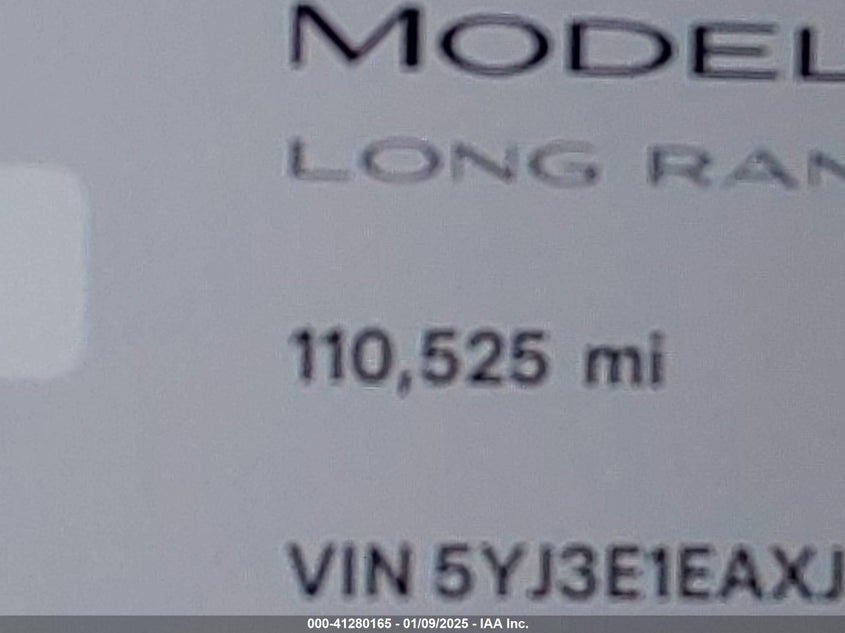 MODEL
LONG RAN
110,525 mi
VIN 5YJ3E1EAXJ
000-41280165 - 01/09/2025 - IAA Inc.